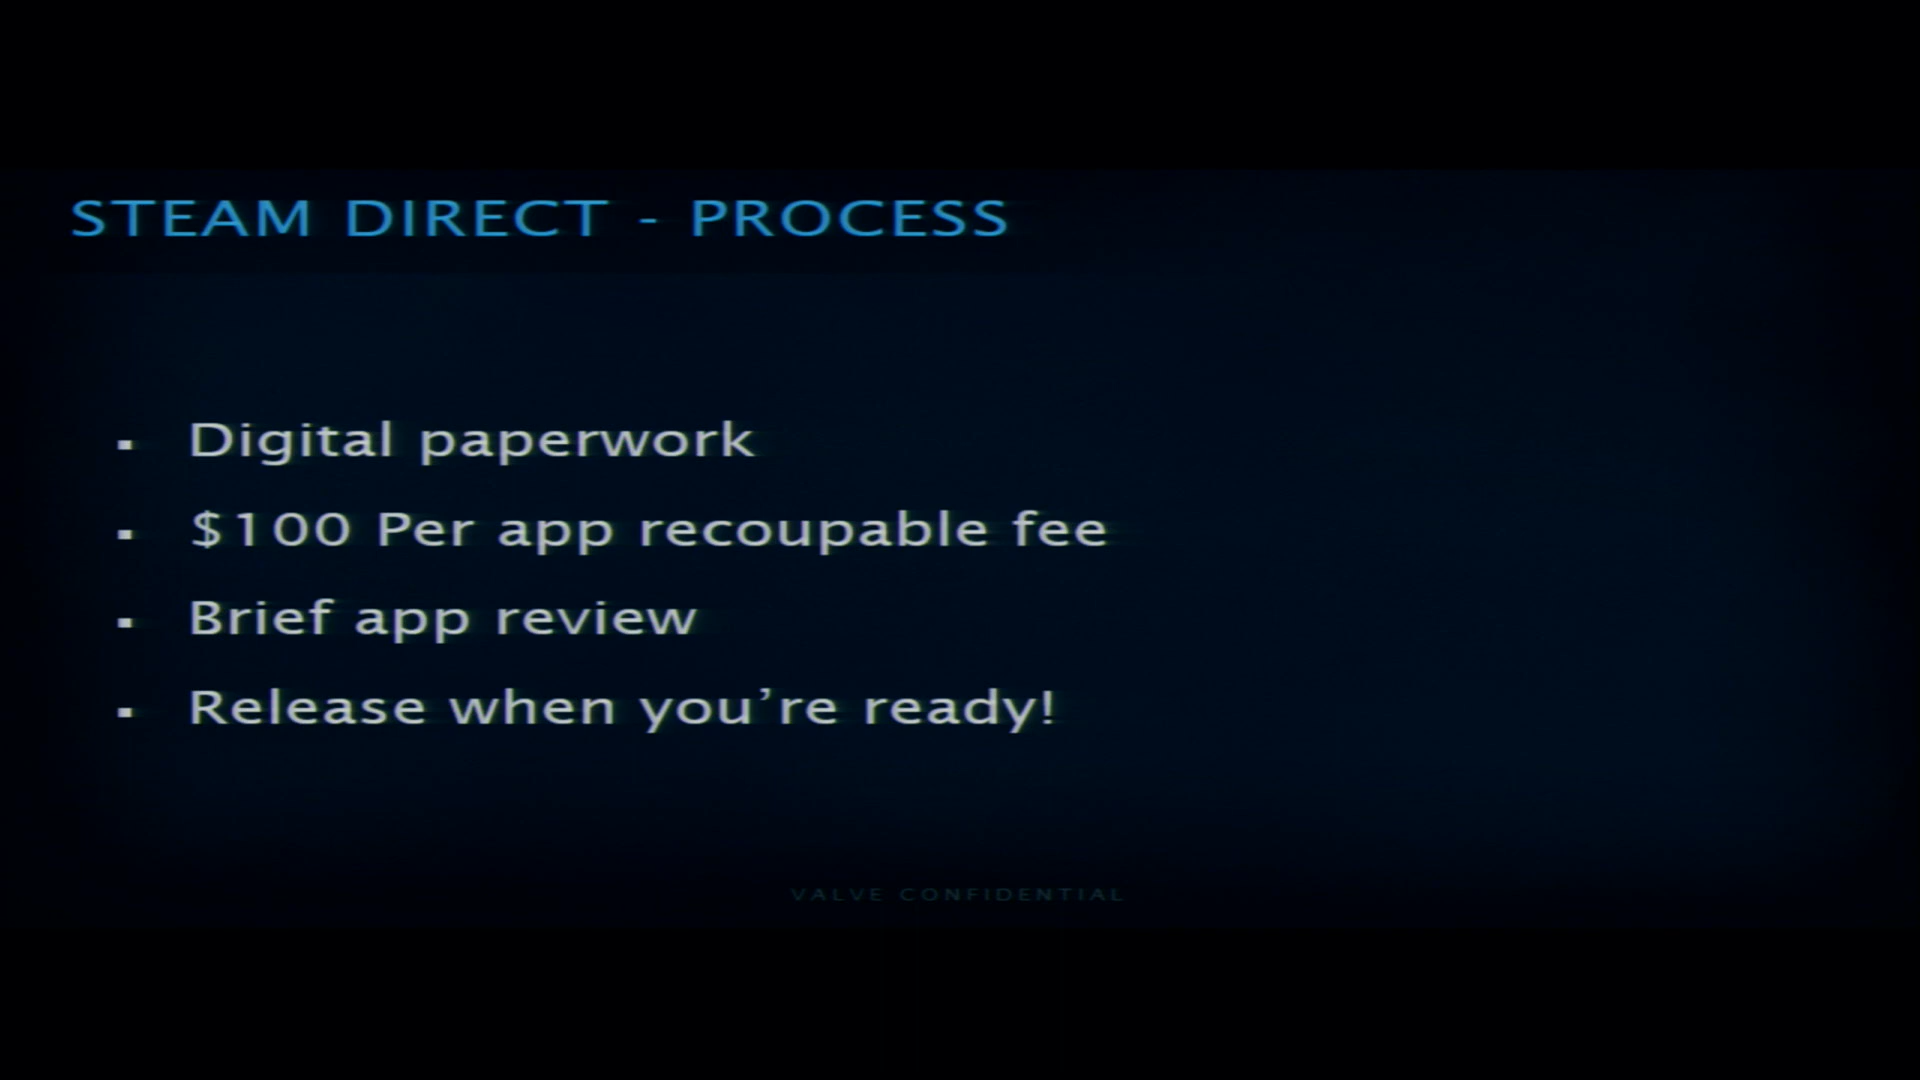 STEAM DIRECT - PROCESS
▪ Digital paperwork
▪ $100 Per app recoupable fee
▪ Brief app review
▪ Release when you’re ready!
VALVE CONFIDENTIAL